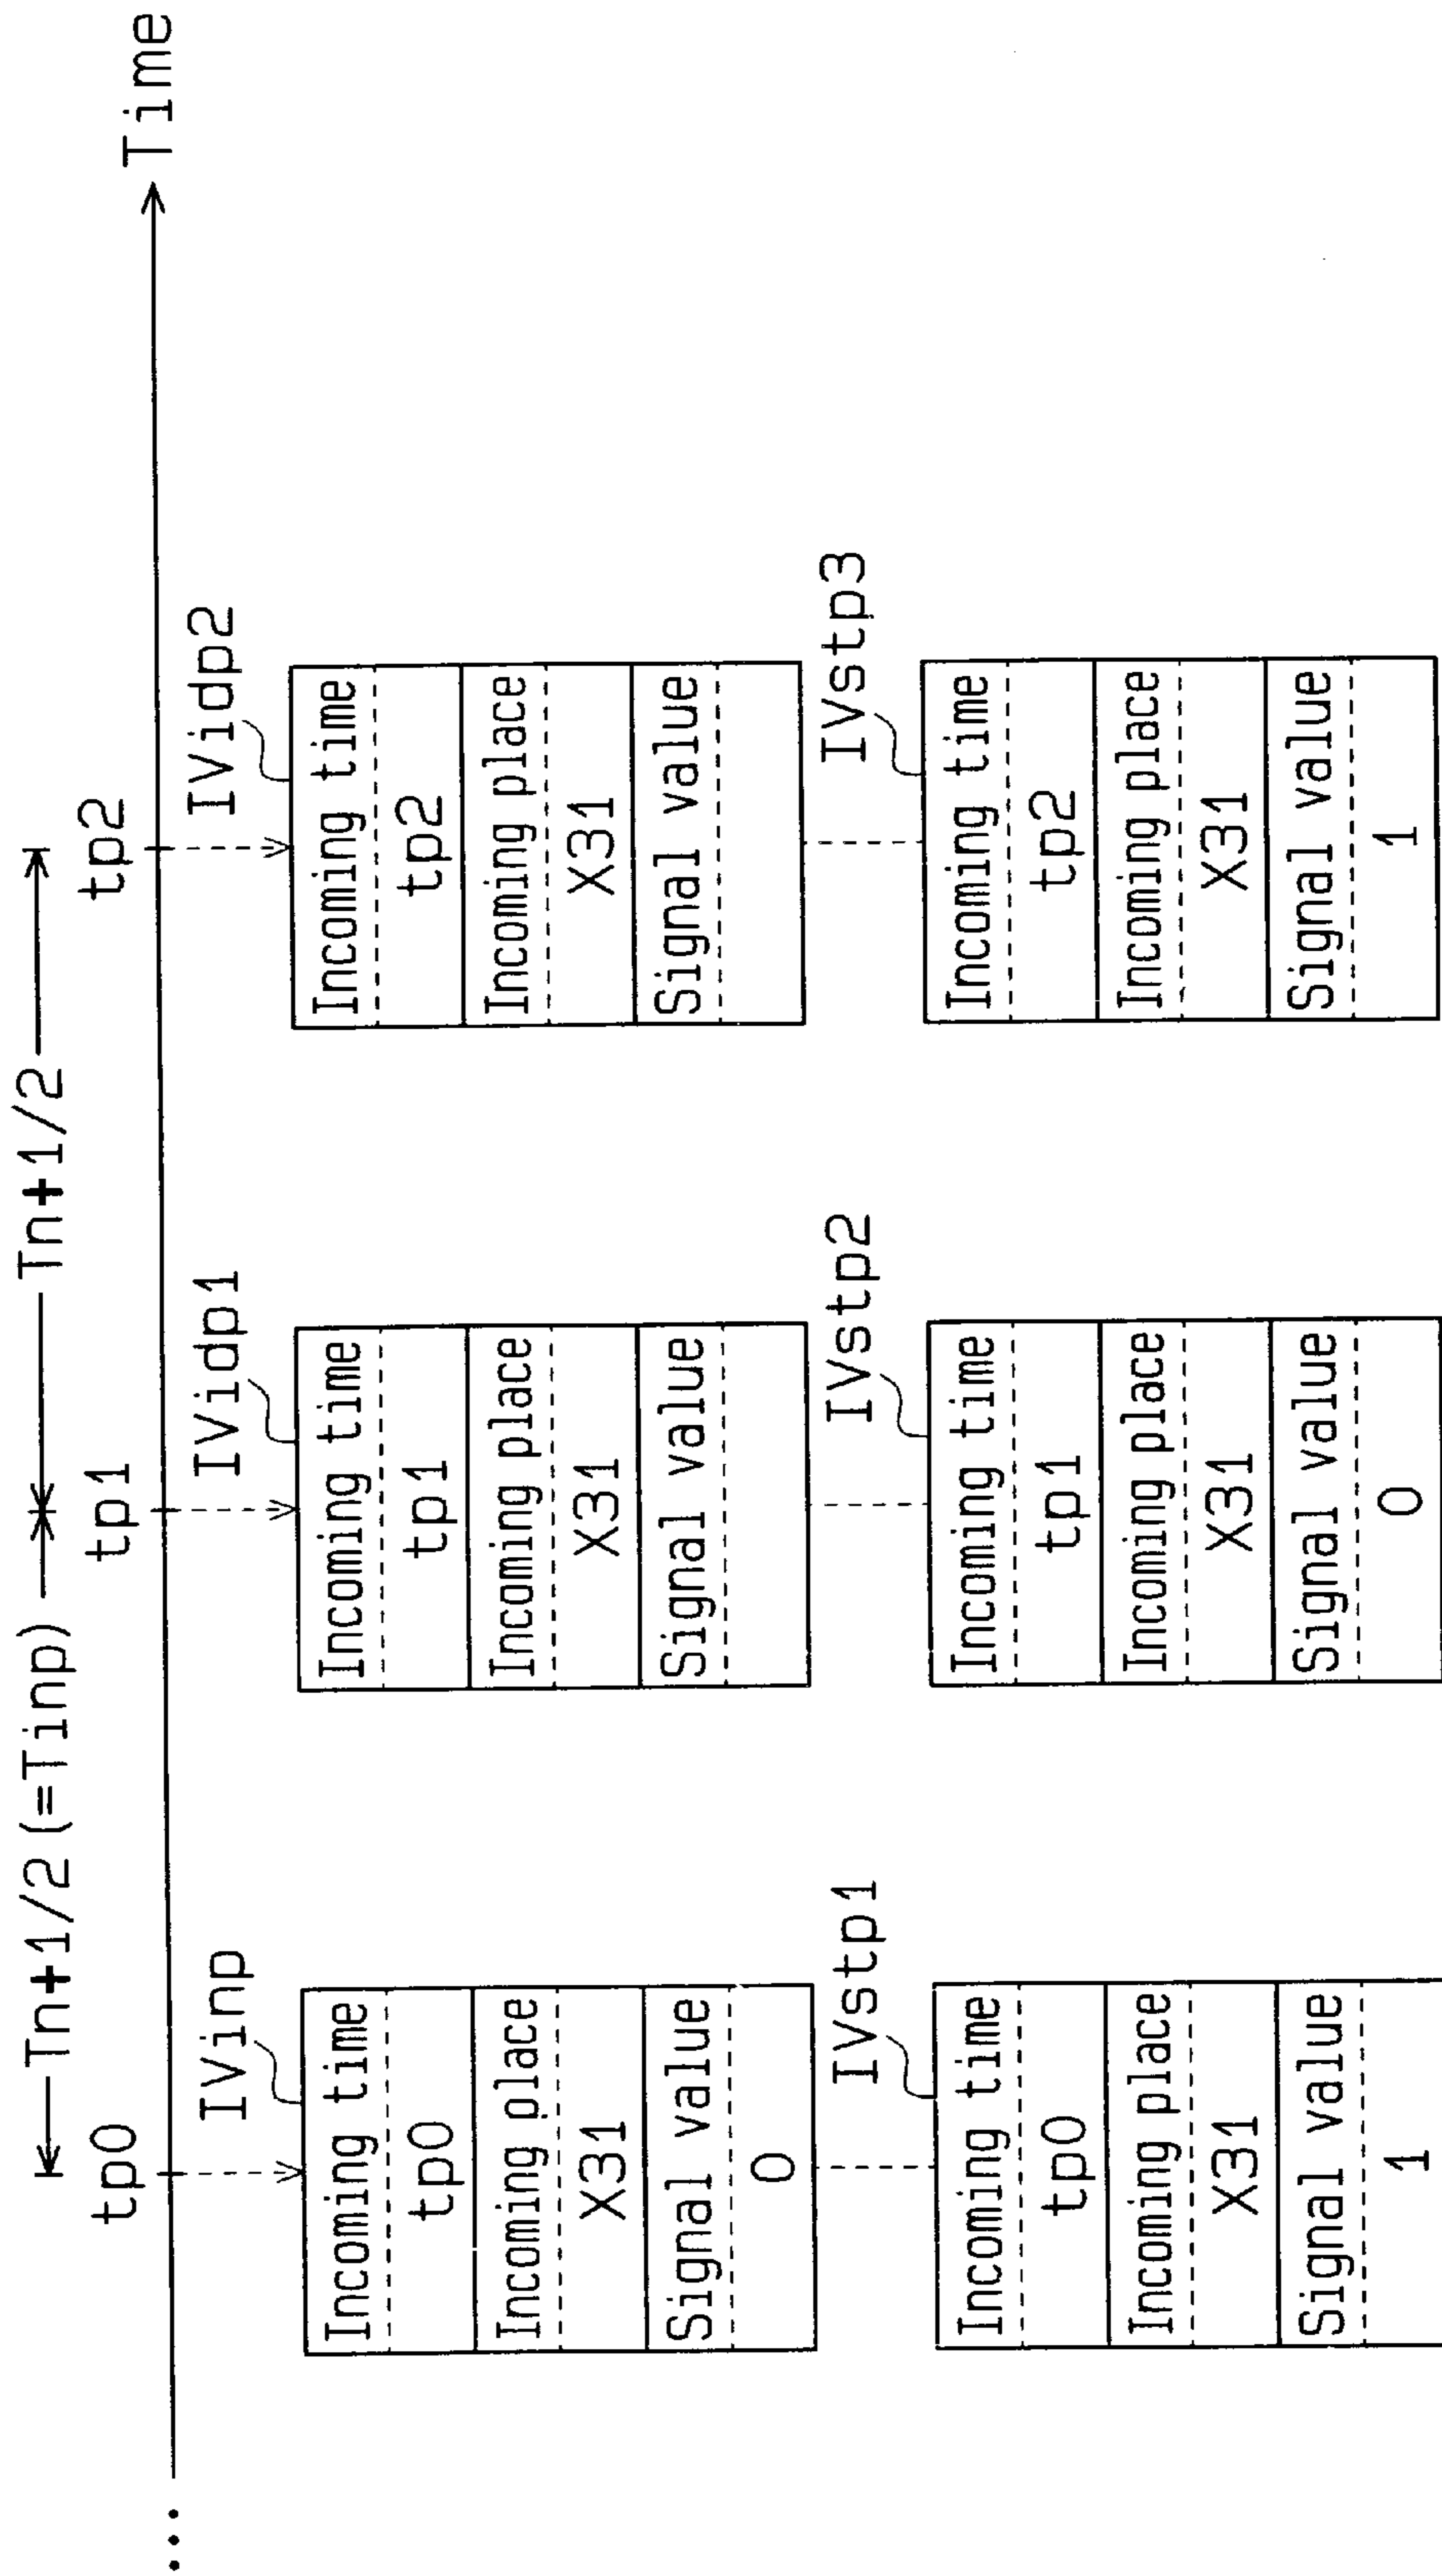 Tn+1/2 (=Tinp)
Tn+1/2
tp0
tp1
tp2
Time
...
IVinp
Incoming time
tp0
Incoming place
X31
Signal value
0
IVidp1
Incoming time
tp1
Incoming place
X31
Signal value
IVidp2
Incoming time
tp2
Incoming place
X31
Signal value
IVstp1
Incoming time
tp0
Incoming place
X31
Signal value
1
IVstp2
Incoming time
tp1
Incoming place
X31
Signal value
0
IVstp3
Incoming time
tp2
Incoming place
X31
Signal value
1